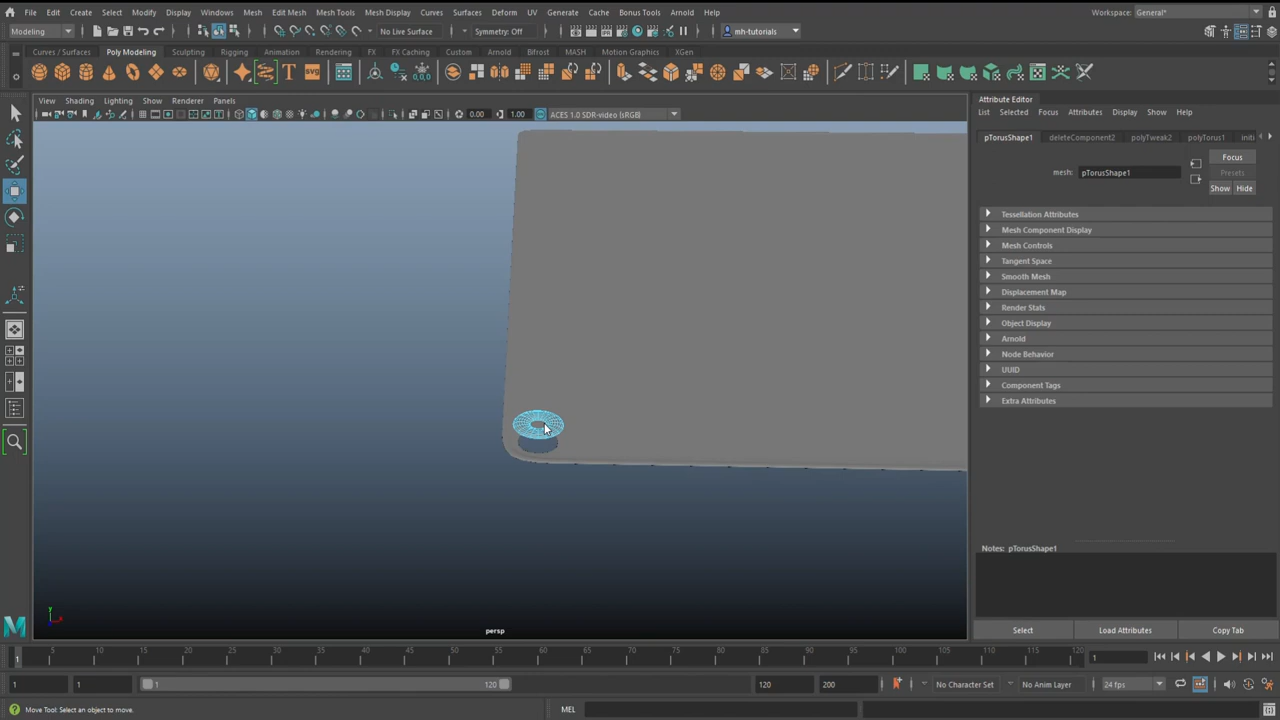 File Edit Create Select Modify Display Windows Mesh Edit Mesh Mesh Tools Mesh Display Curves Surfaces Deform UV Generate Cache Bonus Tools Arnold Help Workspace: General*
Modeling No Live Surface Symmetry: Off mh-tutorials
Curves / Surfaces Poly Modeling Sculpting Rigging Animation Rendering FX FX Caching Custom Arnold Bifrost MASH Motion Graphics XGen
SVG
View Shading Lighting Show Renderer Panels
0.00 1.00 ACES 1.0 SDR-video (sRGB)
Attribute Editor
List Selected Focus Attributes Display Show Help
pTorusShape1 deleteComponent2 polyTweak2 polyTorus1 initi
Focus
mesh: pTorusShape1
Presets
Show Hide
Tessellation Attributes
Mesh Component Display
Mesh Controls
Tangent Space
Smooth Mesh
Displacement Map
Render Stats
Object Display
Arnold
Node Behavior
UUID
Component Tags
Extra Attributes
Notes: pTorusShape1
Select Load Attributes Copy Tab
y
x
persp
1 5 10 15 20 25 30 35 40 45 50 55 60 65 70 75 80 85 90 95 100 105 110 115 120 1
1 1 1 120 120 200 No Character Set No Anim Layer 24 fps
Move Tool: Select an object to move. MEL